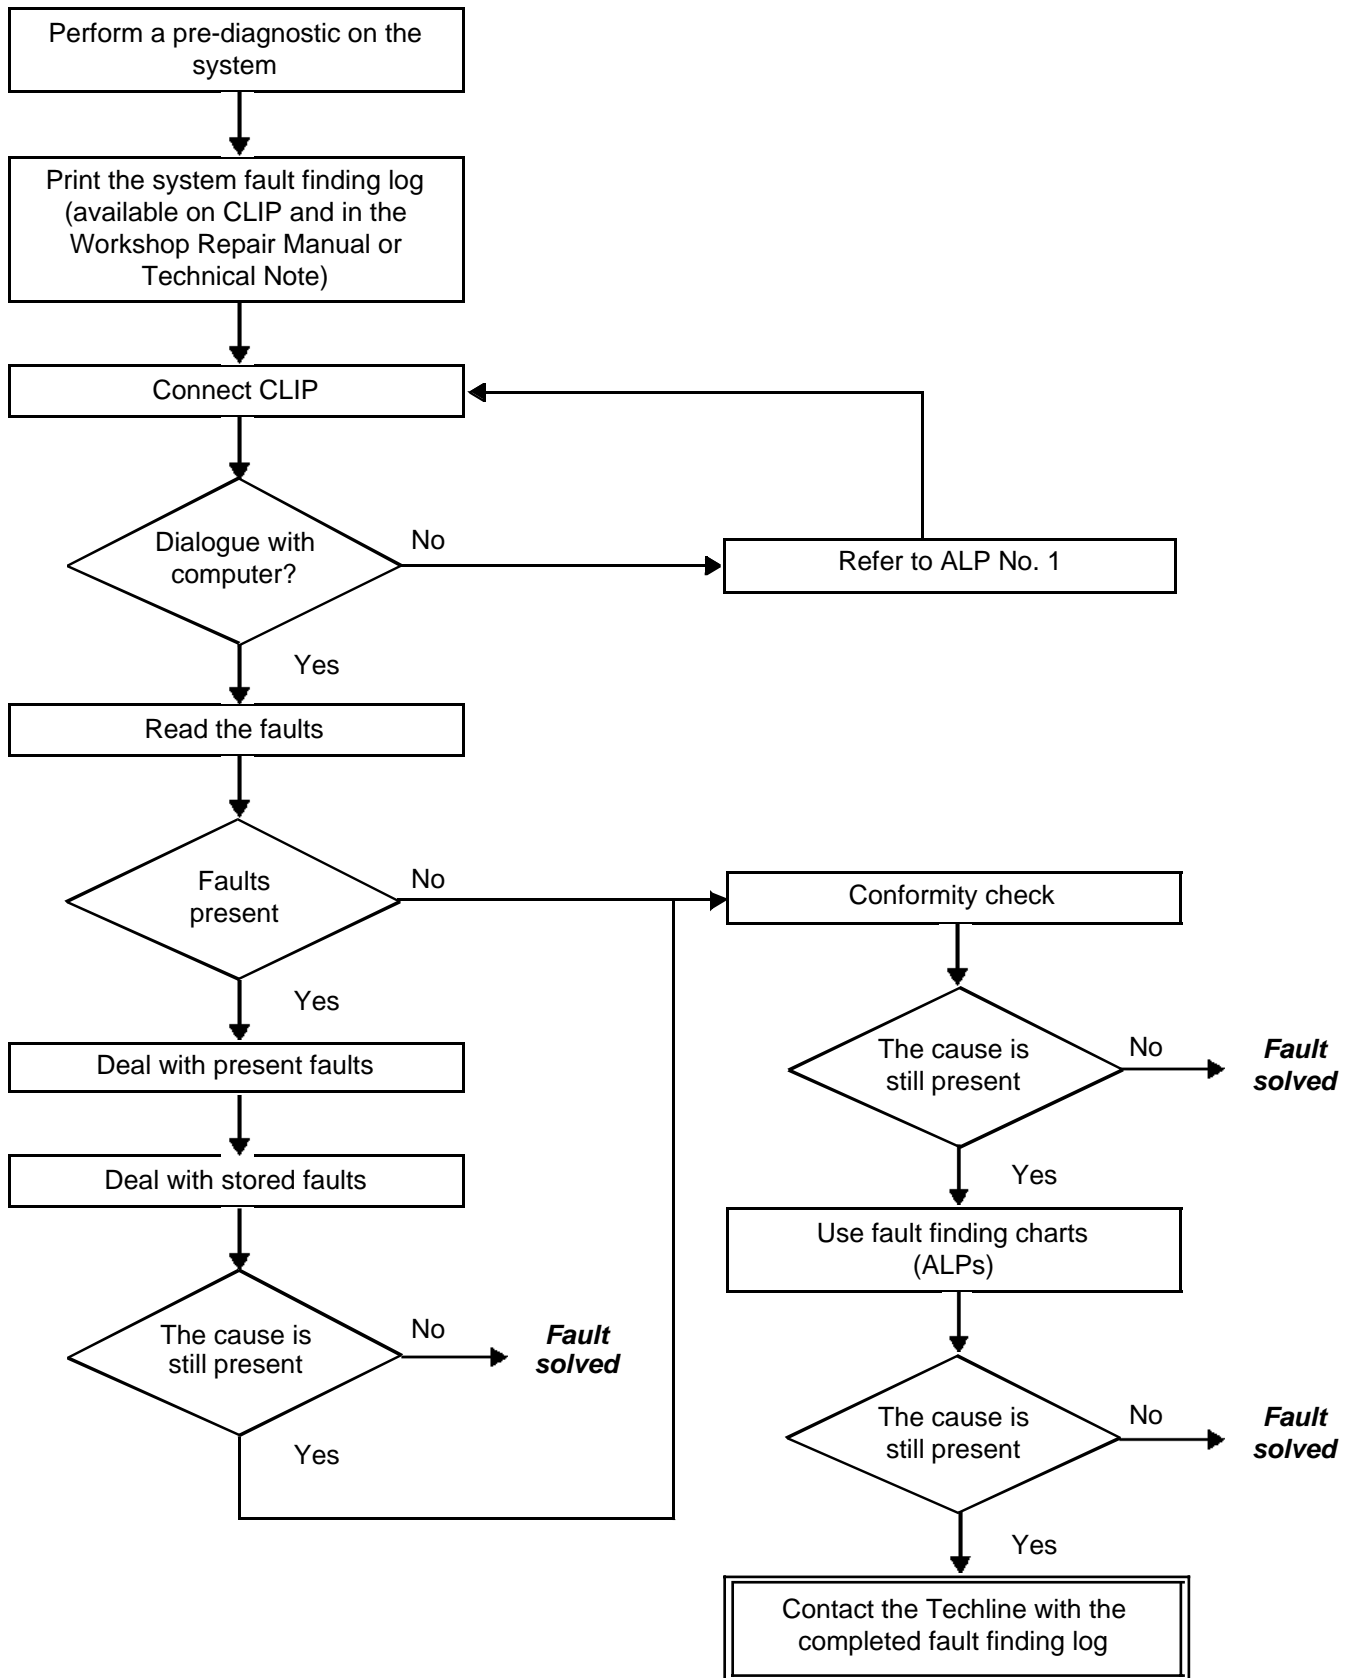 Perform a pre-diagnostic on the
system
Print the system fault finding log
(available on CLIP and in the
Workshop Repair Manual or
Technical Note)
Connect CLIP
Dialogue with
computer?
No
Refer to ALP No. 1
Yes
Read the faults
Faults
present
No
Yes
Deal with present faults
Deal with stored faults
The cause is
still present
No
Fault
solved
Yes
Conformity check
The cause is
still present
No
Fault
solved
Yes
Use fault finding charts
(ALPs)
The cause is
still present
No
Fault
solved
Yes
Contact the Techline with the
completed fault finding log